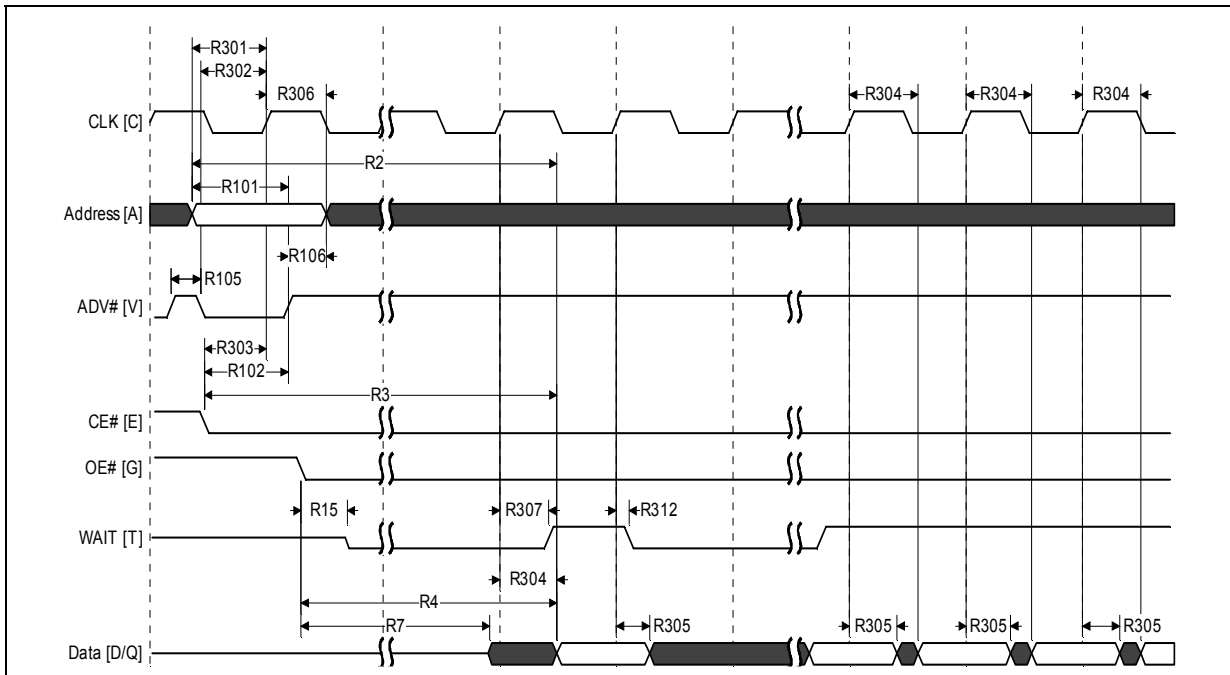 R301
R302
R306
R304 R304 R304
CLK [C]
R2
R101
Address [A]
R106
R105
ADV# [V]
R303
R102
R3
CE# [E]
OE# [G]
R15 R307 R312
WAIT [T]
R304
R4
R7 R305 R305 R305 R305
Data [D/Q]